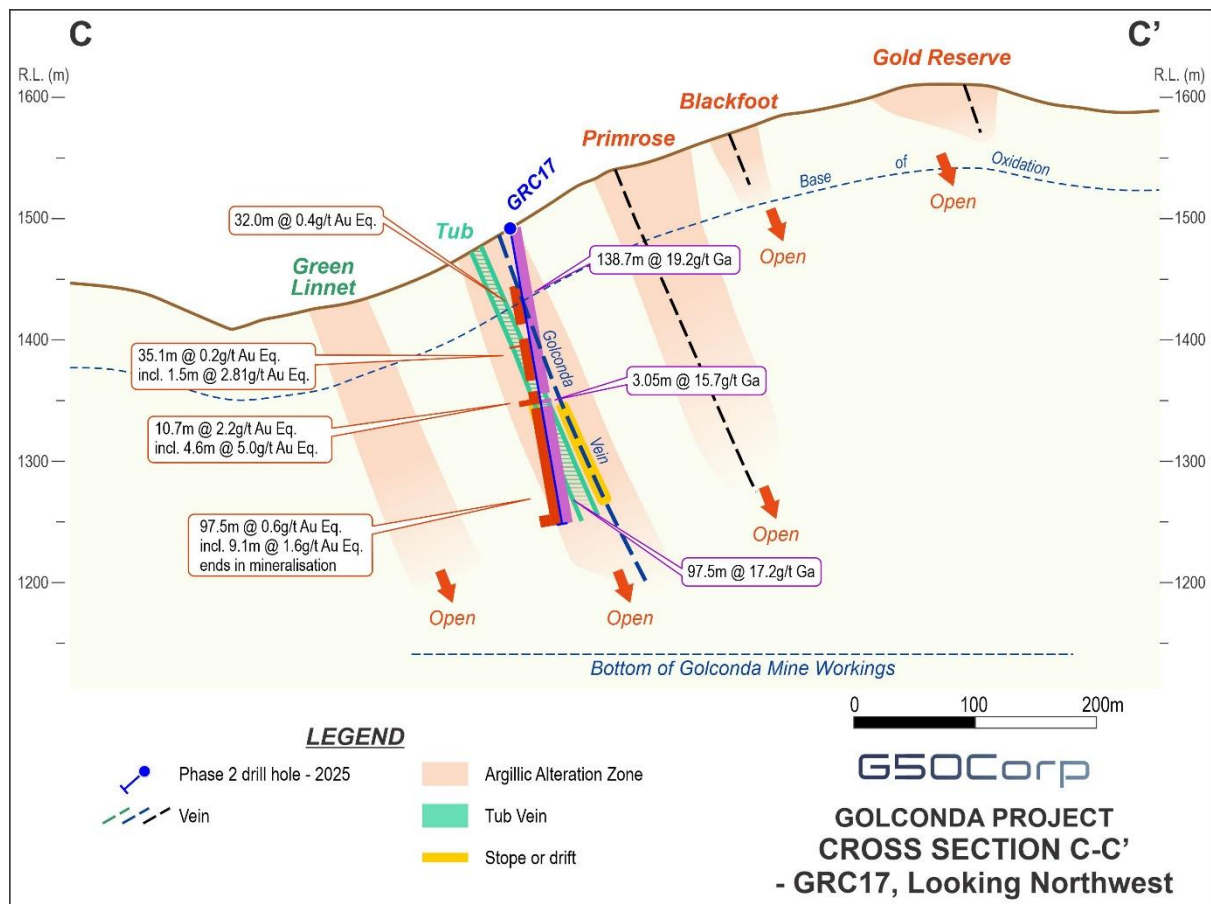 C
C'
R.L. (m)
R.L. (m)
Gold Reserve
1600
1600
Blackfoot
Primrose
GRC17
Base of Oxidation
32.0m @ 0.4g/t Au Eq.
Open
1500
1500
Tub
138.7m @ 19.2g/t Ga
Open
Green
Linnet
1400
1400
35.1m @ 0.2g/t Au Eq.
incl. 1.5m @ 2.81g/t Au Eq.
Golconda Vein
3.05m @ 15.7g/t Ga
10.7m @ 2.2g/t Au Eq.
incl. 4.6m @ 5.0g/t Au Eq.
1300
1300
97.5m @ 0.6g/t Au Eq.
incl. 9.1m @ 1.6g/t Au Eq.
ends in mineralisation
Open
97.5m @ 17.2g/t Ga
1200
1200
Open
Open
Bottom of Golconda Mine Workings
0 100 200m
LEGEND
Phase 2 drill hole - 2025
Vein
Argillic Alteration Zone
Tub Vein
Stope or drift
G50Corp
GOLCONDA PROJECT
CROSS SECTION C-C'
- GRC17, Looking Northwest